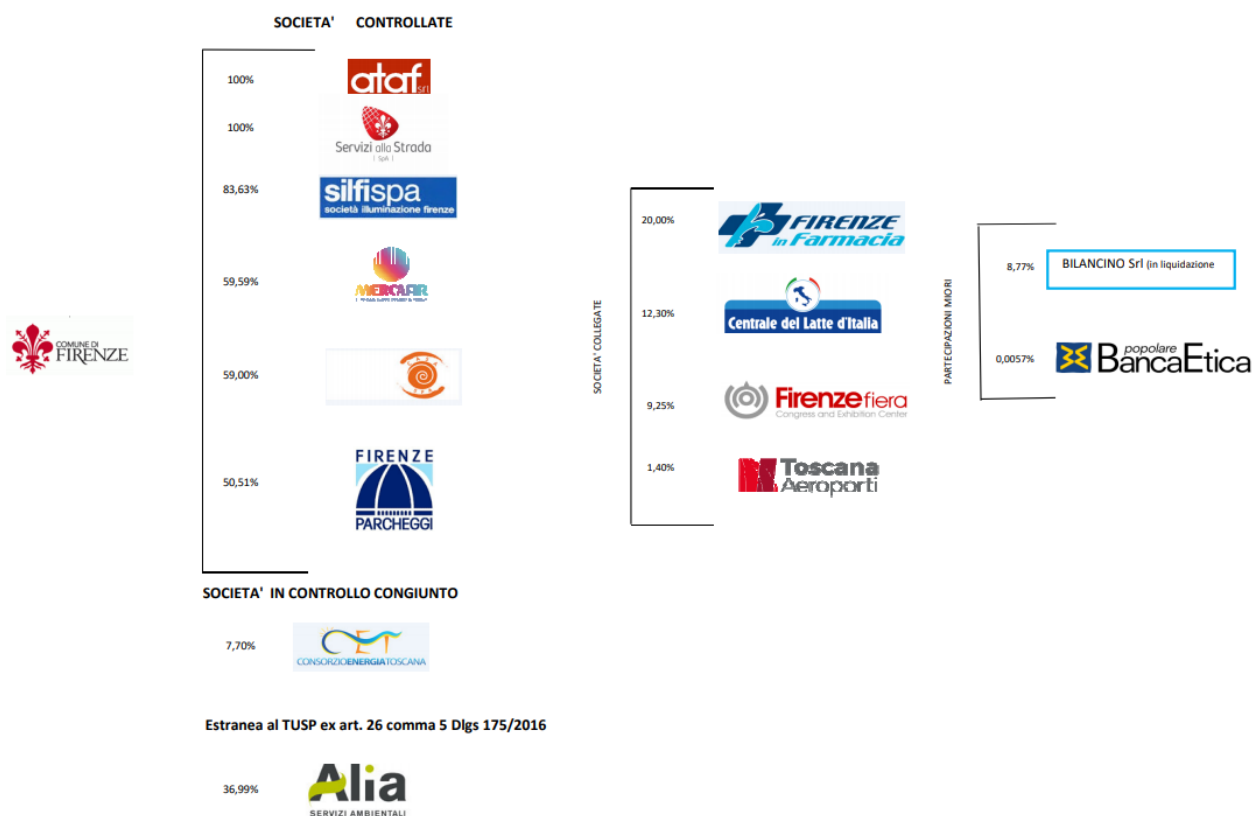 SOCIETA' CONTROLLATE
100%
ataf srl
100%
Servizi alla Strada
| SpA |
83,63%
silfispa
società illuminazione firenze
59,59%
MERCAFIR
COMUNE DI
FIRENZE
59,00%
50,51%
FIRENZE
PARCHEGGI
SOCIETA' IN CONTROLLO CONGIUNTO
7,70%
CET
CONSORZIOENERGIATOSCANA
Estranea al TUSP ex art. 26 comma 5 Dlgs 175/2016
36,99%
Alia
SERVIZI AMBIENTALI
SOCIETA' COLLEGATE
20,00%
FIRENZE
in Farmacia
12,30%
Centrale del Latte d'Italia
9,25%
Firenzefiera
Congress and Exhibition Center
1,40%
Toscana
Aeroporti
PARTECIPAZIONI MIORI
8,77%
BILANCINO Srl (in liquidazione
0,0057%
popolare
BancaEtica